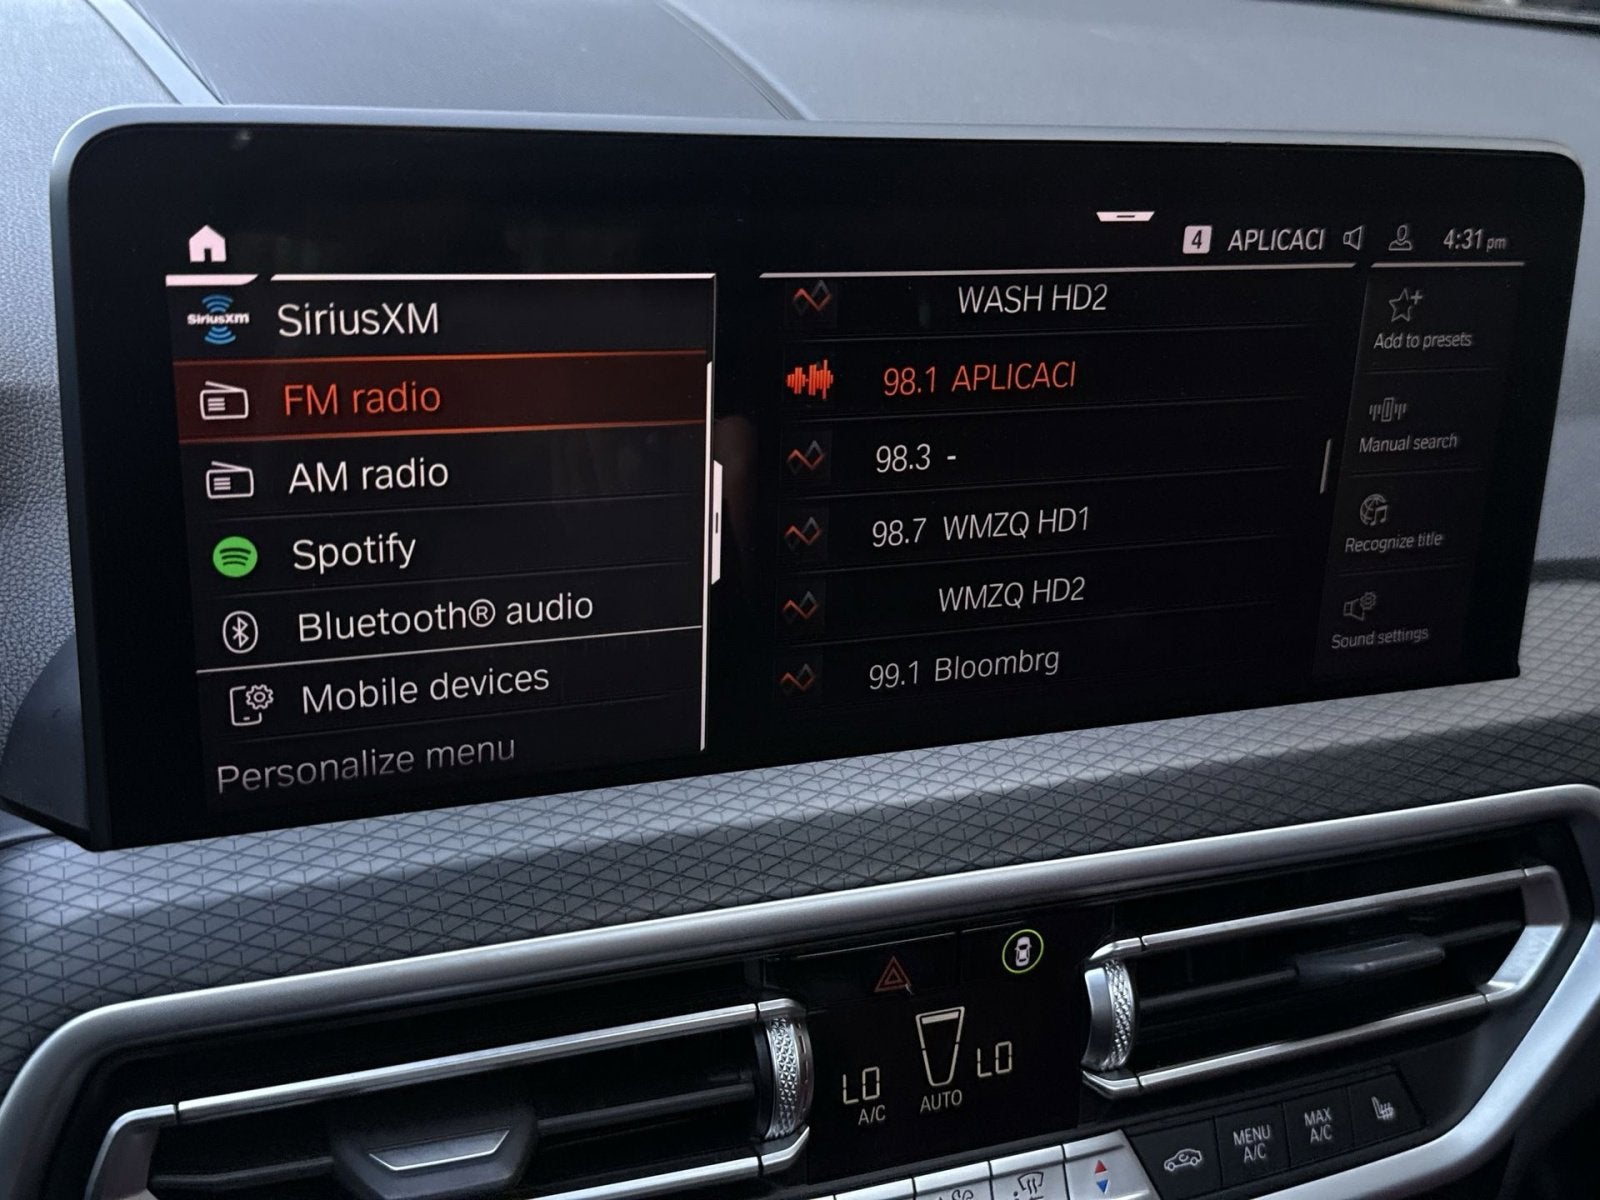 4 APLICACI 4:31 pm
SiriusXM SiriusXM
FM radio
AM radio
Spotify
Bluetooth® audio
Mobile devices
Personalize menu
WASH HD2
98.1 APLICACI
98.3 -
98.7 WMZQ HD1
WMZQ HD2
99.1 Bloombrg
Add to presets
Manual search
Recognize title
Sound settings
LO LO
A/C AUTO
MENU
A/C
MAX
A/C